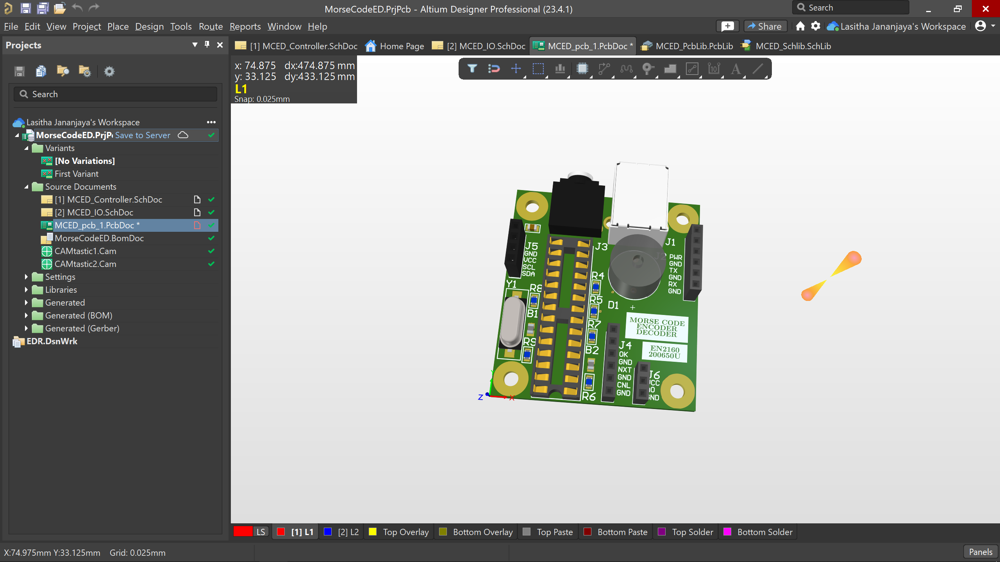 MorseCodeED.PrjPcb - Altium Designer Professional (23.4.1)
Search
File Edit View Project Place Design Tools Route Reports Window Help
Share
Lasitha Jananjaya's Workspace
Projects
[1] MCED_Controller.SchDoc
Home Page
[2] MCED_IO.SchDoc
MCED_pcb_1.PcbDoc *
MCED_PcbLib.PcbLib
MCED_Schlib.SchLib
Search
Lasitha Jananjaya's Workspace
MorseCodeED.PrjP Save to Server
Variants
[No Variations]
First Variant
Source Documents
[1] MCED_Controller.SchDoc
[2] MCED_IO.SchDoc
MCED_pcb_1.PcbDoc *
MorseCodeED.BomDoc
CAMtastic1.Cam
CAMtastic2.Cam
Settings
Libraries
Generated
Generated (BOM)
Generated (Gerber)
EDR.DsnWrk
x: 74.875 dx:474.875 mm
y: 33.125 dy:433.125 mm
L1
Snap: 0.025mm
10
A
J5
GND
VCC
SCL
SDA
J3
J1
J2
PWR
GND
TX
GND
RX
GND
Y1
R8
B1
R9
R4
R5
R7
B2
R6
D1
+
MORSE CODE
ENCODER
DECODER
EN2160
200650U
J4
OK
GND
NXT
GND
CNL
GND
J6
Y
Z
X
LS
[1] L1
[2] L2
Top Overlay
Bottom Overlay
Top Paste
Bottom Paste
Top Solder
Bottom Solder
X:74.975mm Y:33.125mm Grid: 0.025mm
Panels